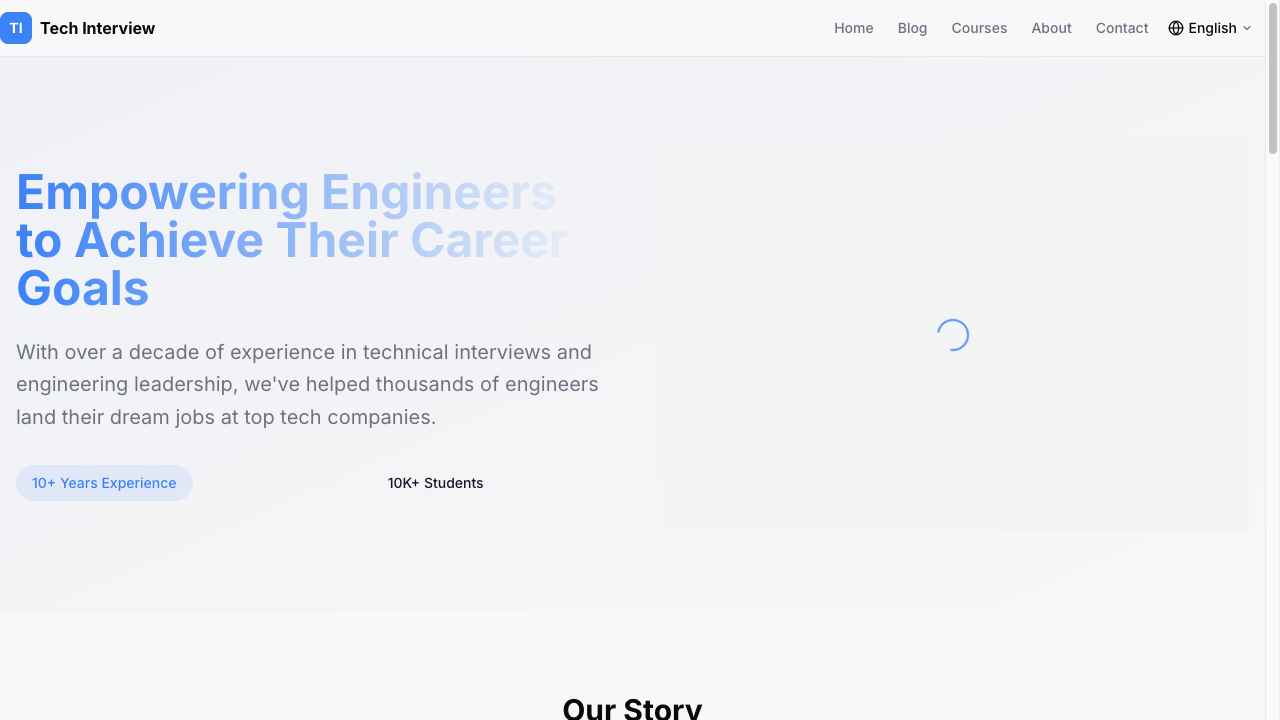 TI
Tech Interview
Home
Blog
Courses
About
Contact
English
Empowering Engineers
to Achieve Their Career
Goals
With over a decade of experience in technical interviews and
engineering leadership, we've helped thousands of engineers
land their dream jobs at top tech companies.
10+ Years Experience
10K+ Students
Our Story